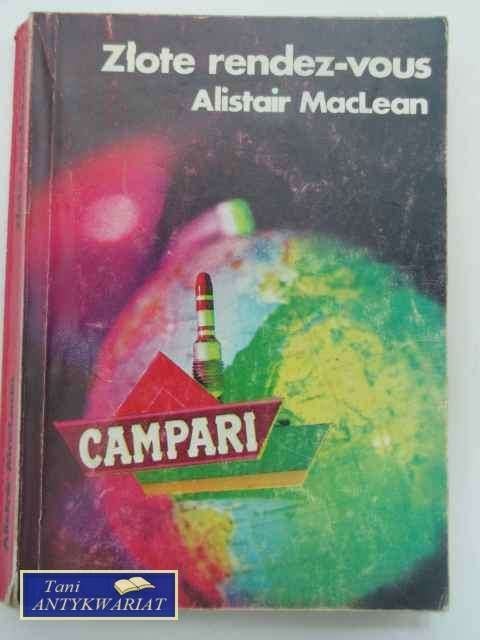 Złote rendez-vous
Alistair MacLean
CAMPARI
Tani
ANTYKWARIAT